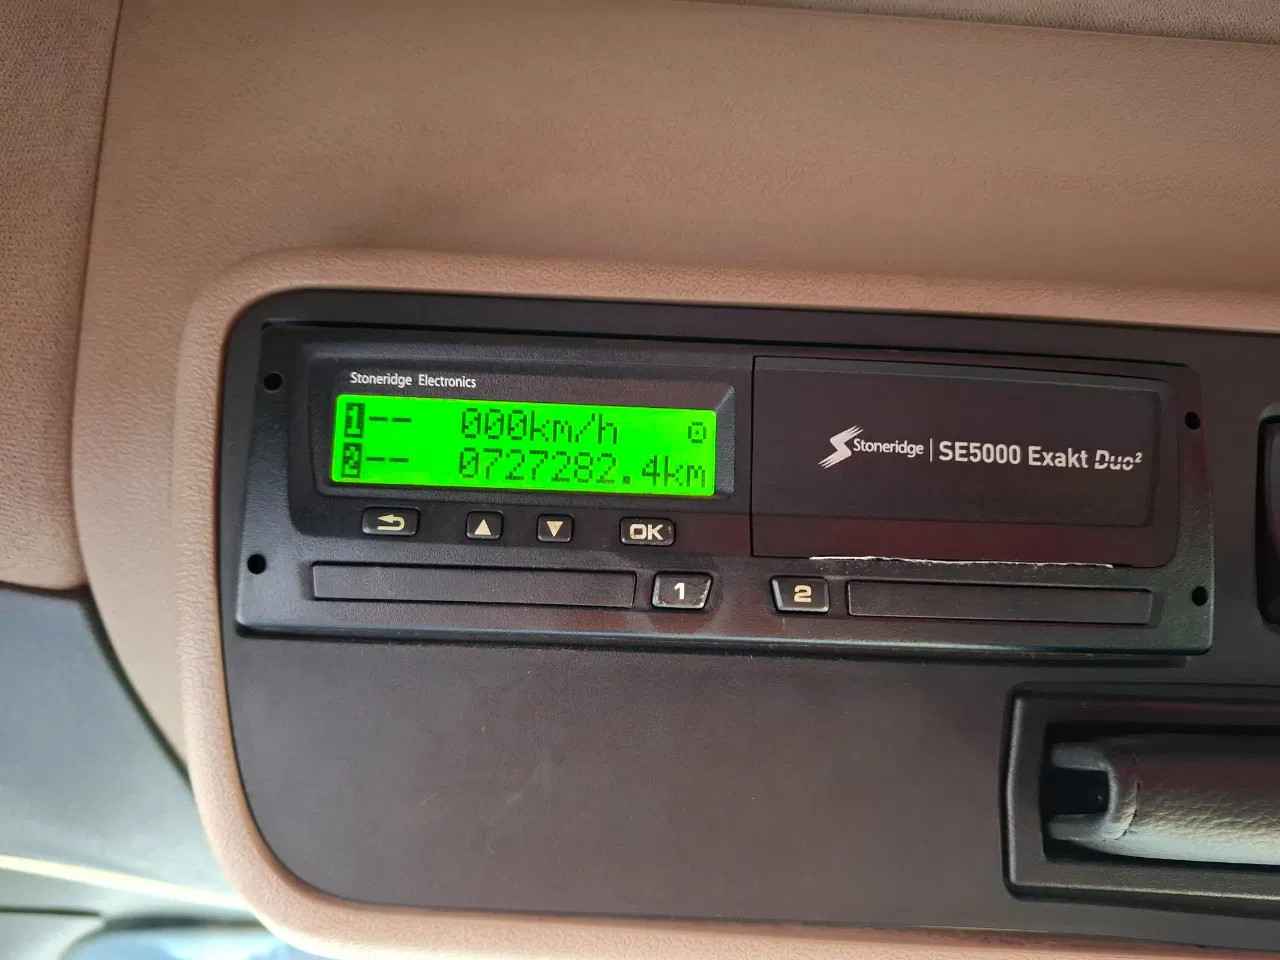 Stoneridge Electronics
1-- 000km/h
2-- 0727282.4km
Stoneridge | SE5000 Exakt Duo²
OK
1
2